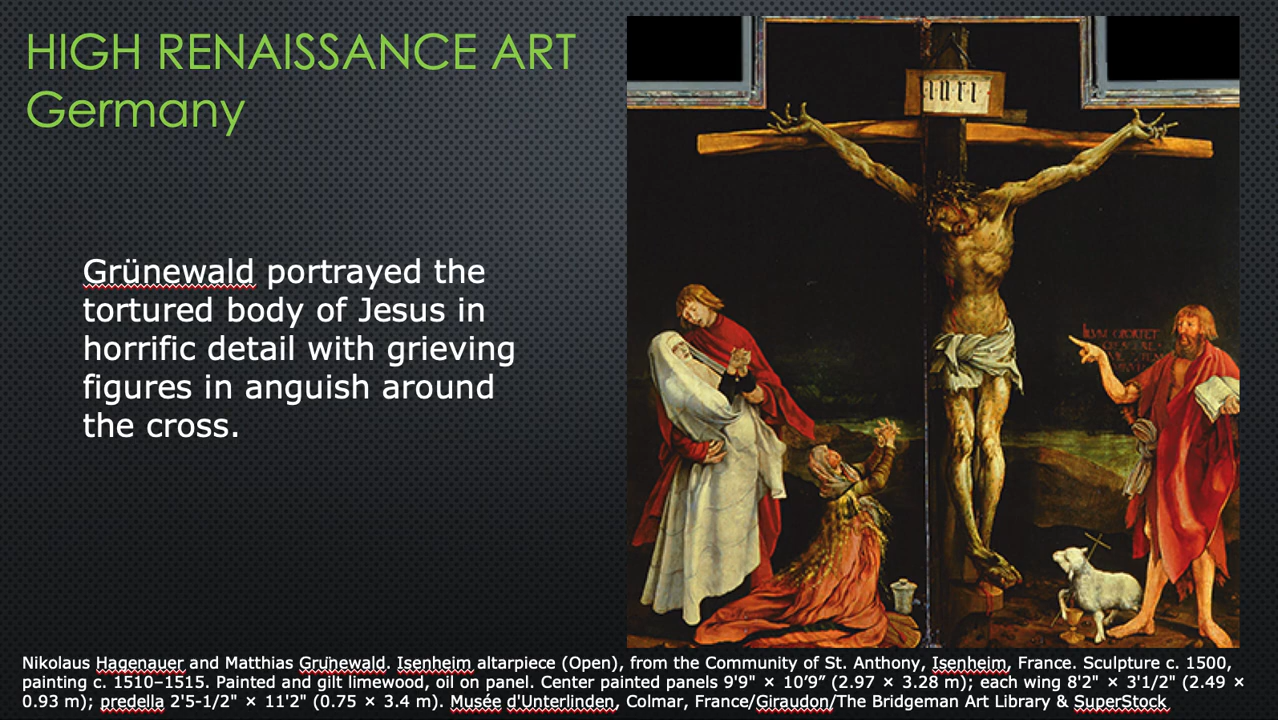 HIGH RENAISSANCE ART
Germany
Grünewald portrayed the
tortured body of Jesus in
horrific detail with grieving
figures in anguish around
the cross.
INRI
Nikolaus Hagenauer and Matthias Grünewald. Isenheim altarpiece (Open), from the Community of St. Anthony, Isenheim, France. Sculpture c. 1500,
painting c. 1510–1515. Painted and gilt limewood, oil on panel. Center painted panels 9'9" × 10’9” (2.97 × 3.28 m); each wing 8'2" × 3'1/2" (2.49 ×
0.93 m); predella 2'5-1/2" × 11'2" (0.75 × 3.4 m). Musée d'Unterlinden, Colmar, France/Giraudon/The Bridgeman Art Library & SuperStock